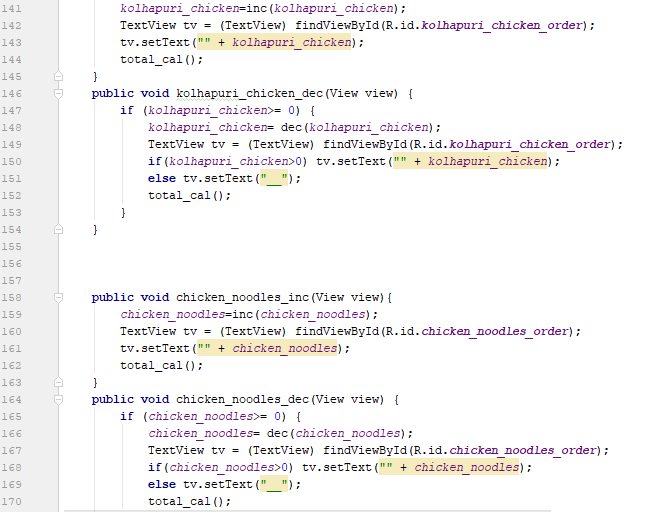 141 kolhapuri_chicken=inc(kolhapuri_chicken);
142 TextView tv = (TextView) findViewById(R.id.kolhapuri_chicken_order);
143 tv.setText("" + kolhapuri_chicken);
144 total_cal();
145 }
146 public void kolhapuri_chicken_dec(View view) {
147 if (kolhapuri_chicken>= 0) {
148 kolhapuri_chicken= dec(kolhapuri_chicken);
149 TextView tv = (TextView) findViewById(R.id.kolhapuri_chicken_order);
150 if(kolhapuri_chicken>0) tv.setText("" + kolhapuri_chicken);
151 else tv.setText("__");
152 total_cal();
153 }
154 }
155
156
157
158 public void chicken_noodles_inc(View view){
159 chicken_noodles=inc(chicken_noodles);
160 TextView tv = (TextView) findViewById(R.id.chicken_noodles_order);
161 tv.setText("" + chicken_noodles);
162 total_cal();
163 }
164 public void chicken_noodles_dec(View view) {
165 if (chicken_noodles>= 0) {
166 chicken_noodles= dec(chicken_noodles);
167 TextView tv = (TextView) findViewById(R.id.chicken_noodles_order);
168 if(chicken_noodles>0) tv.setText("" + chicken_noodles);
169 else tv.setText("__");
170 total_cal();